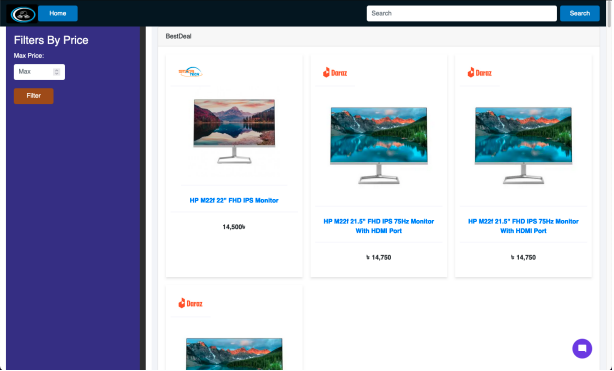 Home
Search
Search
Filters By Price
Max Price:
Max
Filter
BestDeal
TECH
HP M22f 22" FHD IPS Monitor
14,500৳
Daraz
HP M22f 21.5" FHD IPS 75Hz Monitor
With HDMI Port
৳ 14,750
Daraz
HP M22f 21.5" FHD IPS 75Hz Monitor
With HDMI Port
৳ 14,750
Daraz